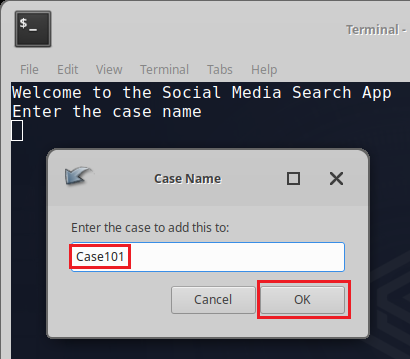 $_
Terminal -
File Edit View Terminal Tabs Help
Welcome to the Social Media Search App
Enter the case name
Case Name
Enter the case to add this to:
Case101
Cancel OK